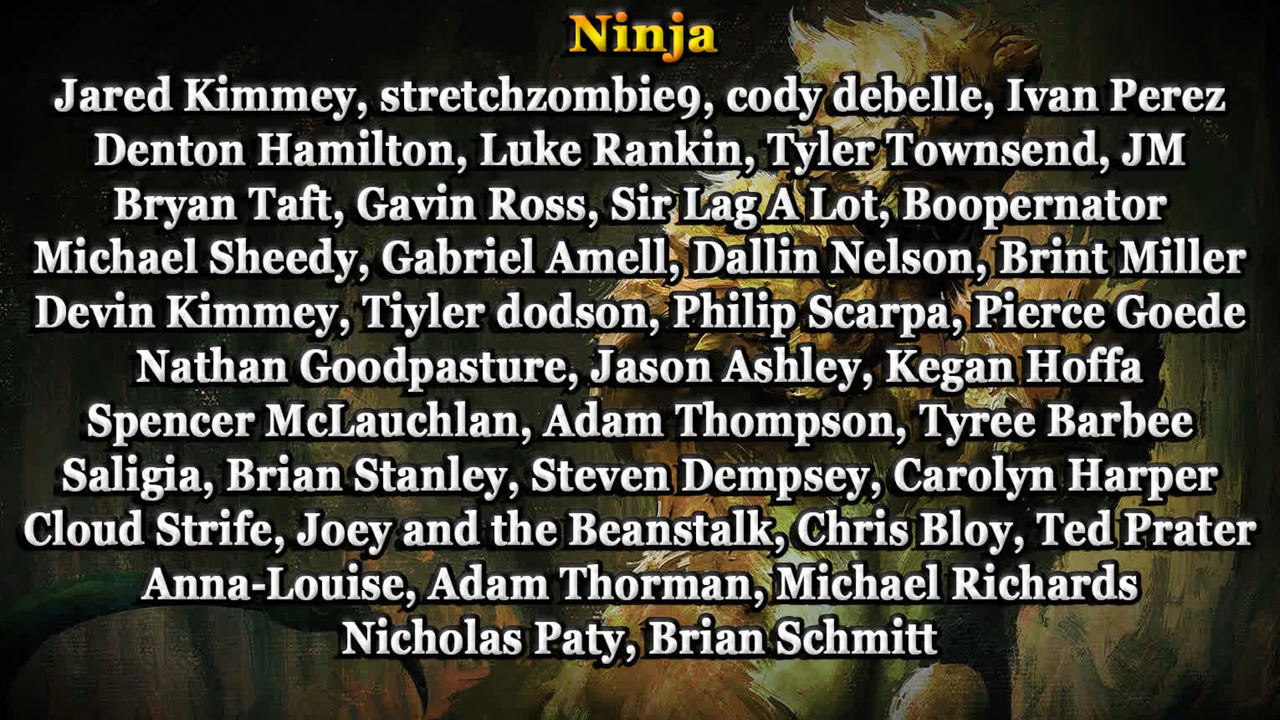 Ninja
Jared Kimmey, stretchzombie9, cody debelle, Ivan Perez
Denton Hamilton, Luke Rankin, Tyler Townsend, JM
Bryan Taft, Gavin Ross, Sir Lag A Lot, Boopernator
Michael Sheedy, Gabriel Amell, Dallin Nelson, Brint Miller
Devin Kimmey, Tiyler dodson, Philip Scarpa, Pierce Goede
Nathan Goodpasture, Jason Ashley, Kegan Hoffa
Spencer McLauchlan, Adam Thompson, Tyree Barbee
Saligia, Brian Stanley, Steven Dempsey, Carolyn Harper
Cloud Strife, Joey and the Beanstalk, Chris Bloy, Ted Prater
Anna-Louise, Adam Thorman, Michael Richards
Nicholas Paty, Brian Schmitt